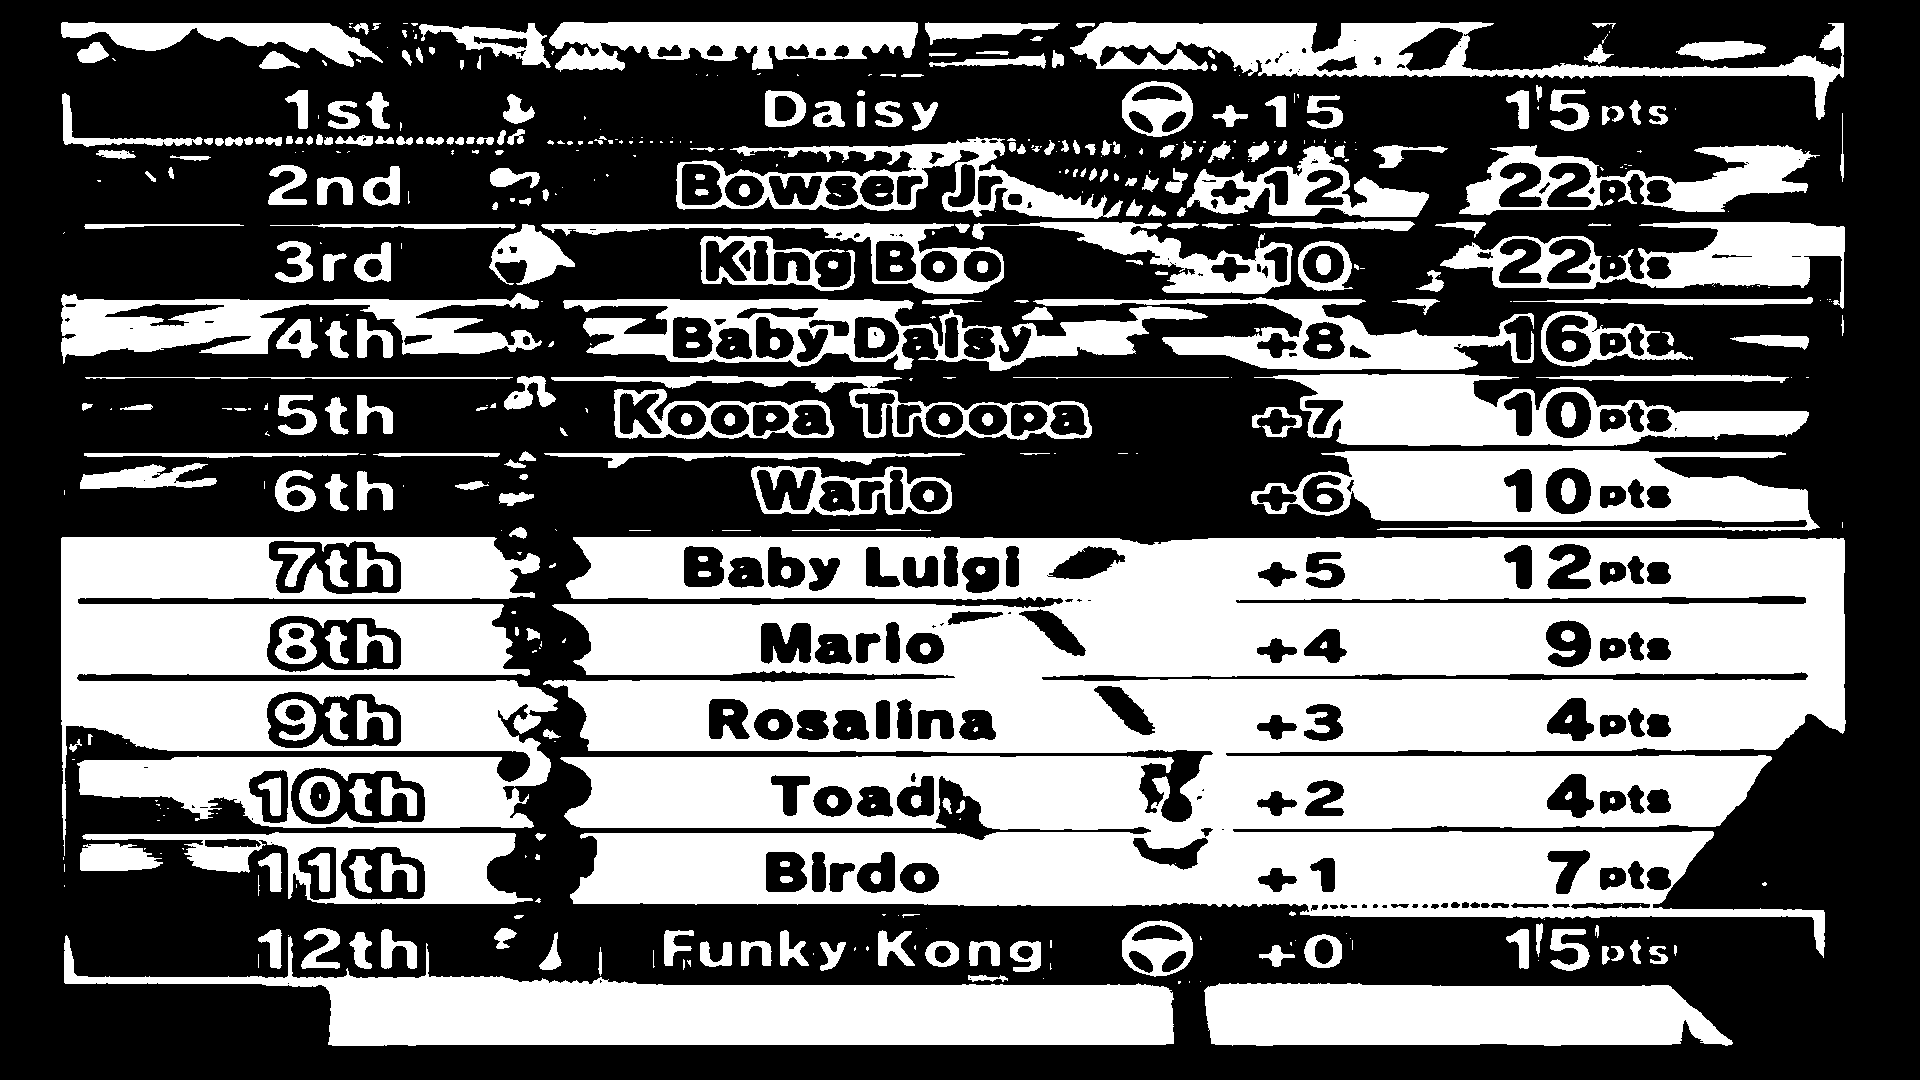 1st Daisy +15 15pts
2nd Bowser Jr. +12 22pts
3rd King Boo +10 22pts
4th Baby Daisy +8 16pts
5th Koopa Troopa +7 10pts
6th Wario +6 10pts
7th Baby Luigi +5 12pts
8th Mario +4 9pts
9th Rosalina +3 4pts
10th Toad +2 4pts
11th Birdo +1 7pts
12th Funky Kong +0 15pts